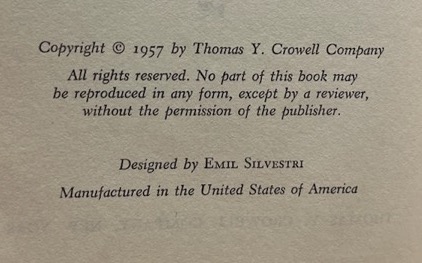 Copyright © 1957 by Thomas Y. Crowell Company
All rights reserved. No part of this book may
be reproduced in any form, except by a reviewer,
without the permission of the publisher.
Designed by EMIL SILVESTRI
Manufactured in the United States of America